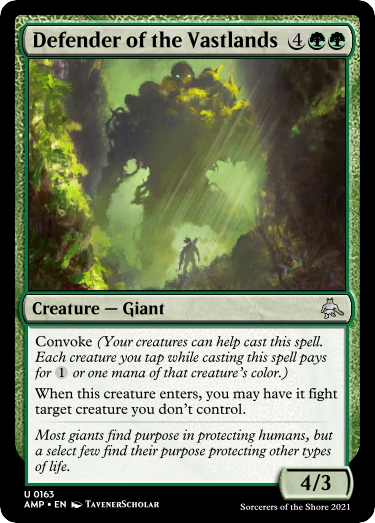 Defender of the Vastlands 4
Creature — Giant
Convoke (Your creatures can help cast this spell.
Each creature you tap while casting this spell pays
for 1 or one mana of that creature's color.)
When this creature enters, you may have it fight
target creature you don't control.
Most giants find purpose in protecting humans, but
a select few find their purpose protecting other types
of life.
4/3
U 0163
AMP • EN TavenerScholar
Sorcerers of the Shore 2021